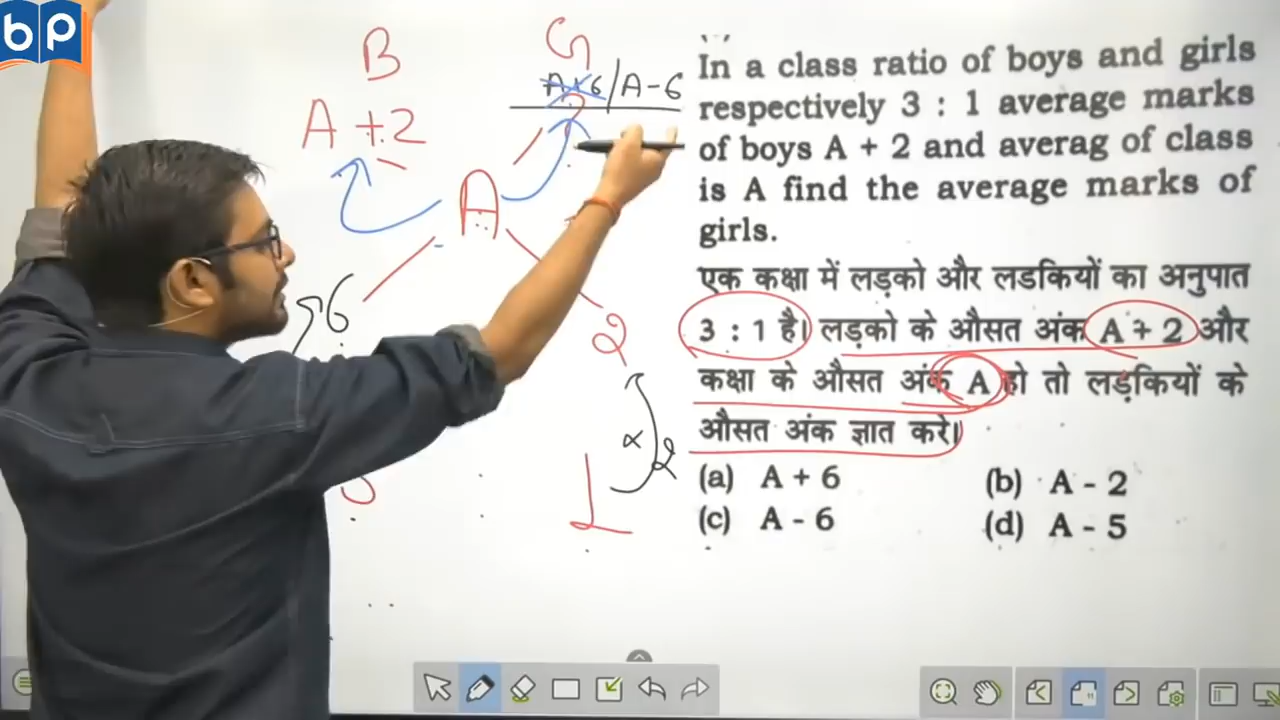 bp
B
G
A + 2
A+6/A-6
?
A
6
2
3
1
×2
In a class ratio of boys and girls
respectively 3 : 1 average marks
of boys A + 2 and averag of class
is A find the average marks of
girls.
एक कक्षा में लड़को और लडकियों का अनुपात
3 : 1 है। लड़को के औसत अंक A + 2 और
कक्षा के औसत अंक A हो तो लड़कियों के
औसत अंक ज्ञात करे।
(a) A + 6 (b) A - 2
(c) A - 6 (d) A - 5